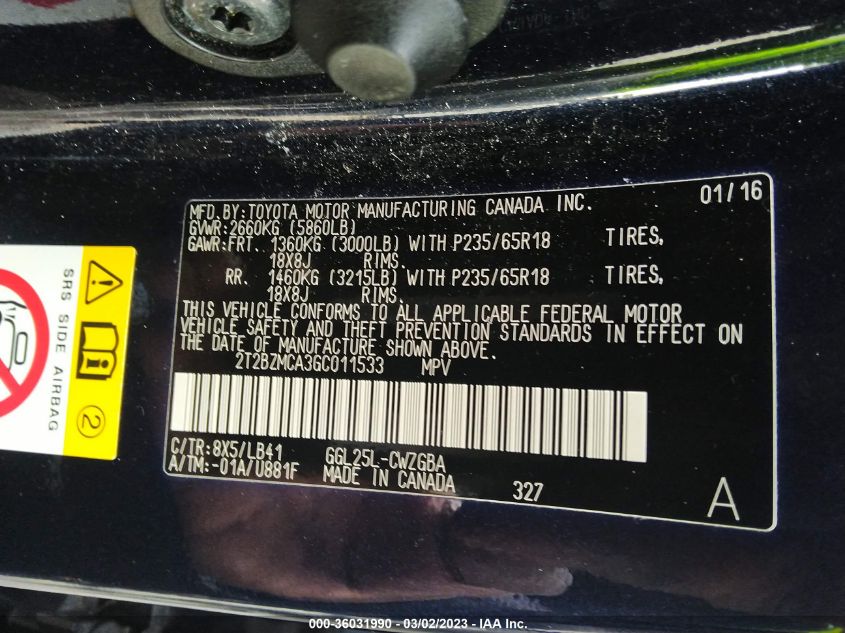 MFD. BY: TOYOTA MOTOR MANUFACTURING CANADA INC. 01/16
GVWR: 2660KG (5860LB)
GAWR: FRT. 1360KG (3000LB) WITH P235/65R18 TIRES,
18X8J RIMS.
RR. 1460KG (3215LB) WITH P235/65R18 TIRES,
18X8J RIMS.
THIS VEHICLE CONFORMS TO ALL APPLICABLE FEDERAL MOTOR
VEHICLE SAFETY AND THEFT PREVENTION STANDARDS IN EFFECT ON
THE DATE OF MANUFACTURE SHOWN ABOVE.
2T2BZMCA3GC011533 MPV
C/TR: 8X5/LB41 GGL25L-CWZGBA
A/TM: -01A/U881F MADE IN CANADA
327
A
SRS SIDE AIRBAG
2
000-36031990 — 03/02/2023 — IAA Inc.